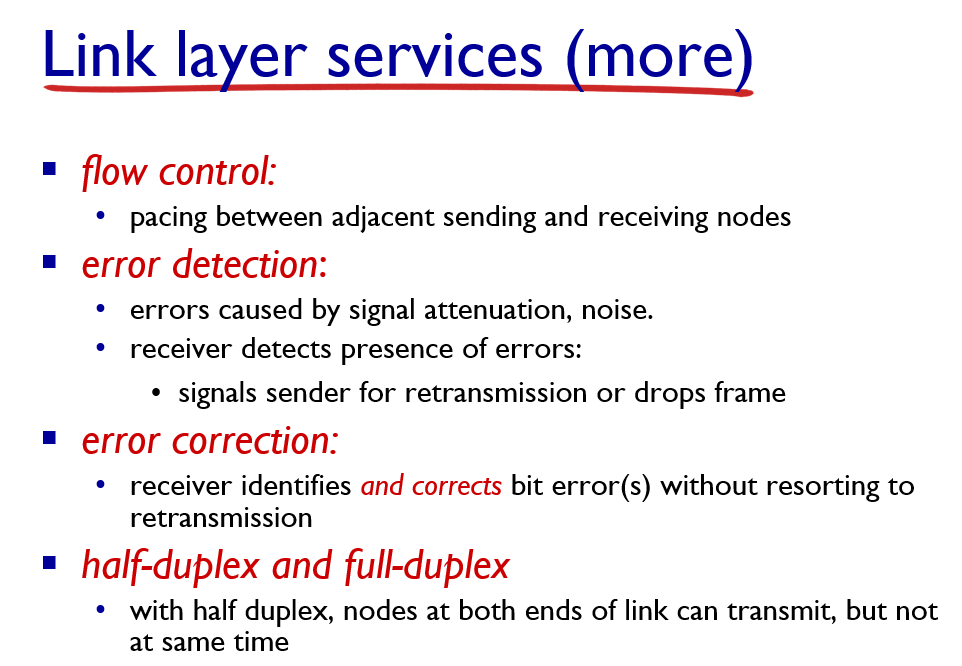 Link layer services (more)
flow control:
pacing between adjacent sending and receiving nodes
error detection:
errors caused by signal attenuation, noise.
receiver detects presence of errors:
signals sender for retransmission or drops frame
error correction:
receiver identifies and corrects bit error(s) without resorting to
retransmission
half-duplex and full-duplex
with half duplex, nodes at both ends of link can transmit, but not
at same time